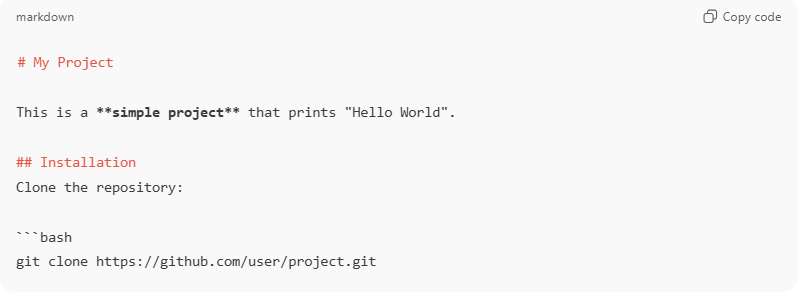 markdown
Copy code
# My Project
This is a **simple project** that prints "Hello World".
## Installation
Clone the repository:
```bash
git clone https://github.com/user/project.git